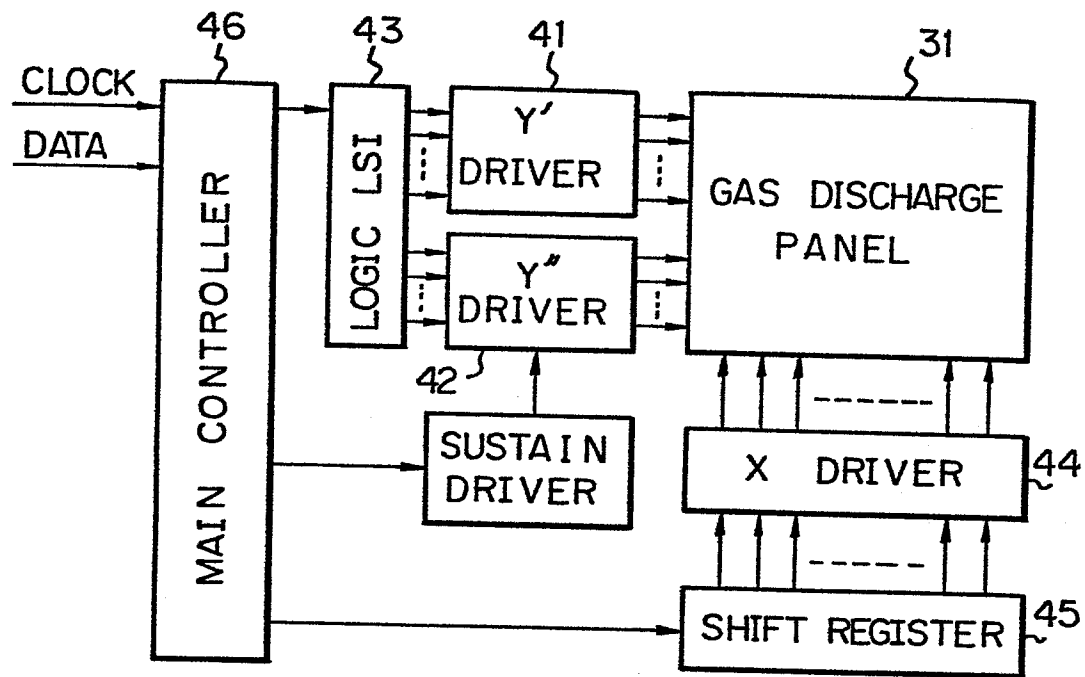 46
43
41
31
CLOCK
DATA
MAIN CONTROLLER
LOGIC LSI
Y'
DRIVER
GAS DISCHARGE
PANEL
Y"
DRIVER
42
SUSTAIN
DRIVER
X DRIVER
44
SHIFT REGISTER
45